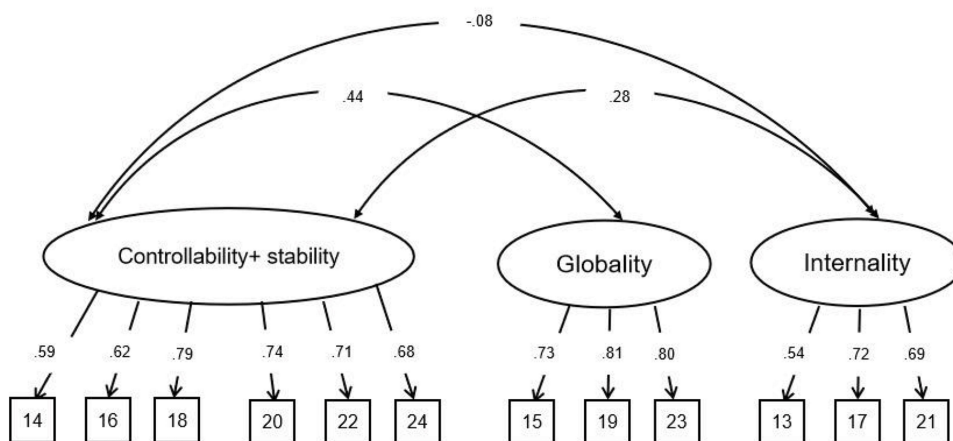 -.08
.44
.28
Controllability+ stability
Globality
Internality
.59 .62 .79 .74 .71 .68 .73 .81 .80 .54 .72 .69
14 16 18 20 22 24 15 19 23 13 17 21